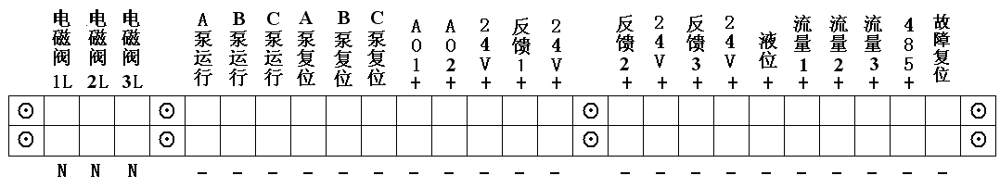 电磁阀1L 电磁阀2L 电磁阀3L A泵运行 B泵运行 C泵运行 A泵复位 B泵复位 C泵复位 AO1+ AO2+ 24V+ 反馈1+ 24V+ 反馈2+ 24V+ 反馈3+ 24V+ 液位+ 流量1+ 流量2+ 流量3+ 485+ 故障复位
N N N - - - - - - - - - - - - - - - - - - - - -